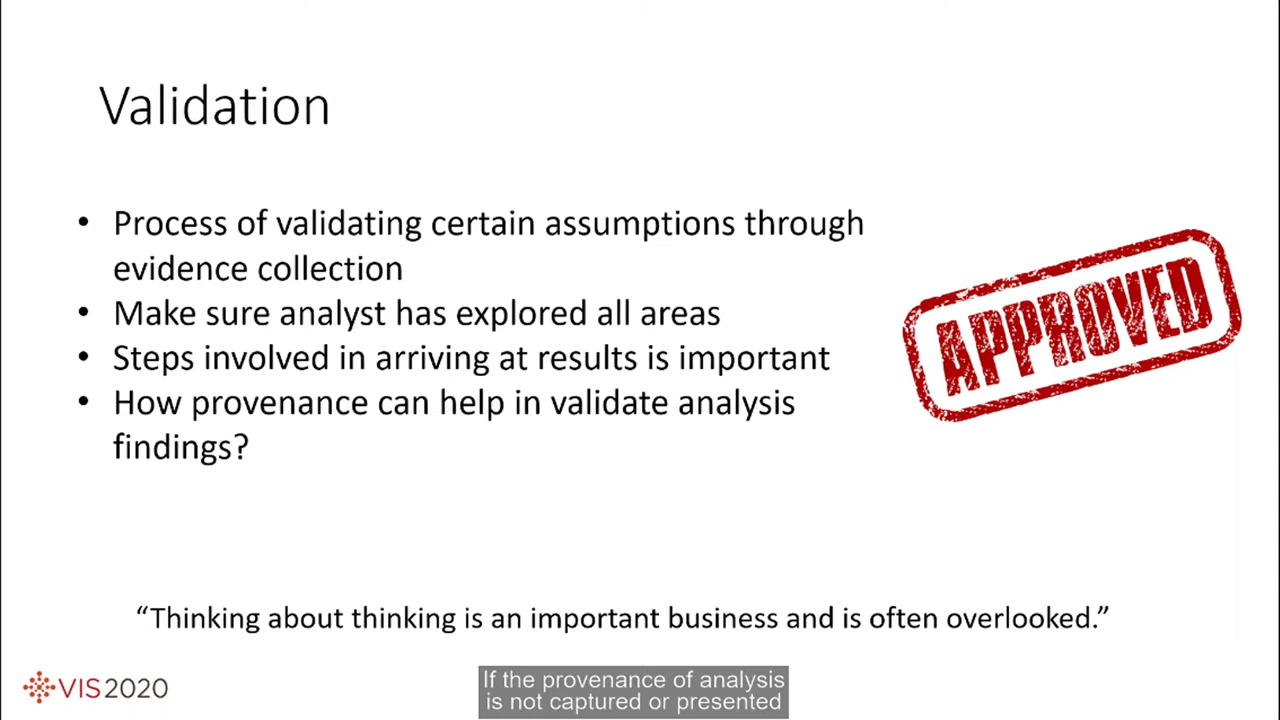 Validation
• Process of validating certain assumptions through
evidence collection
• Make sure analyst has explored all areas
• Steps involved in arriving at results is important
• How provenance can help in validate analysis
findings?
APPROVED
“Thinking about thinking is an important business and is often overlooked.”
VIS2020
If the provenance of analysis
is not captured or presented